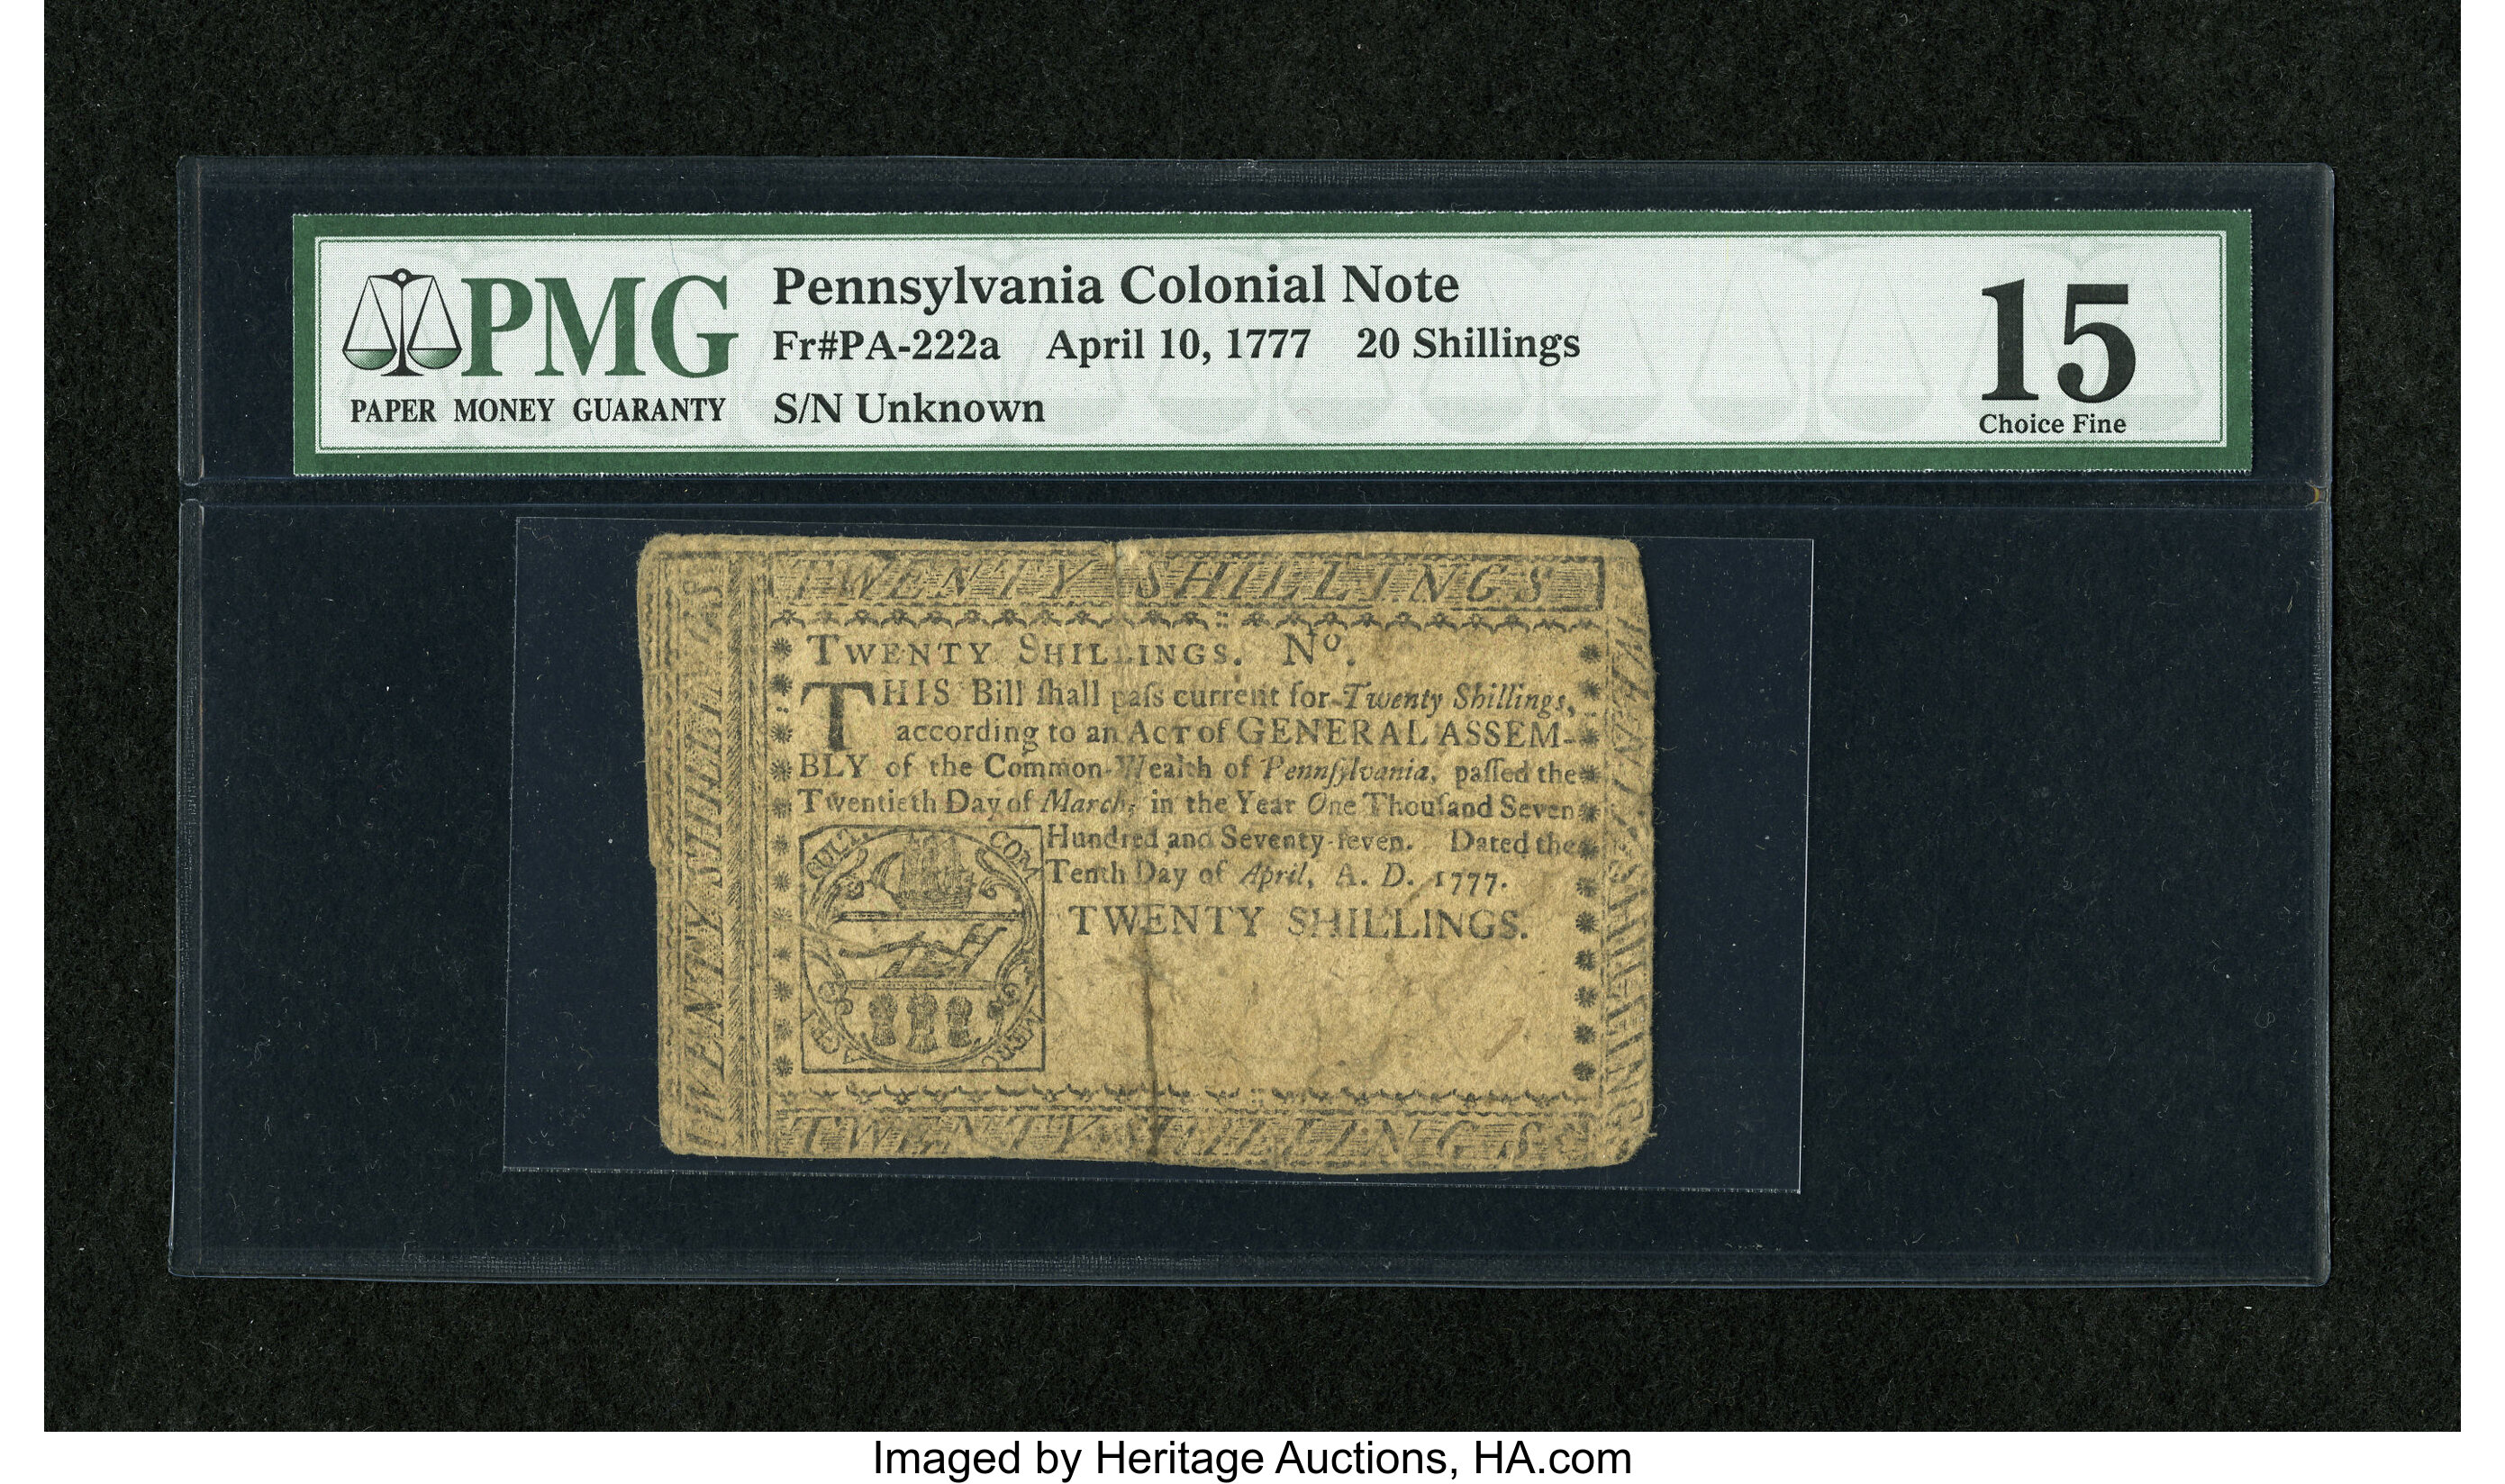 PMG
PAPER MONEY GUARANTY
Pennsylvania Colonial Note
Fr#PA-222a April 10, 1777 20 Shillings
S/N Unknown
15
Choice Fine
TWENTY SHILLINGS
TWENTY SHILLINGS
TWENTY SHILLINGS. No.
THIS Bill ſhall paſs current for Twenty Shillings,
according to an ACT of GENERAL ASSEM-
BLY of the Common-Wealth of Pennſylvania, paſſed the
Twentieth Day of March, in the Year One Thouſand Seven
Hundred and Seventy-ſeven. Dated the
Tenth Day of April, A. D. 1777.
TWENTY SHILLINGS.
TWENTY SHILLINGS
Imaged by Heritage Auctions, HA.com